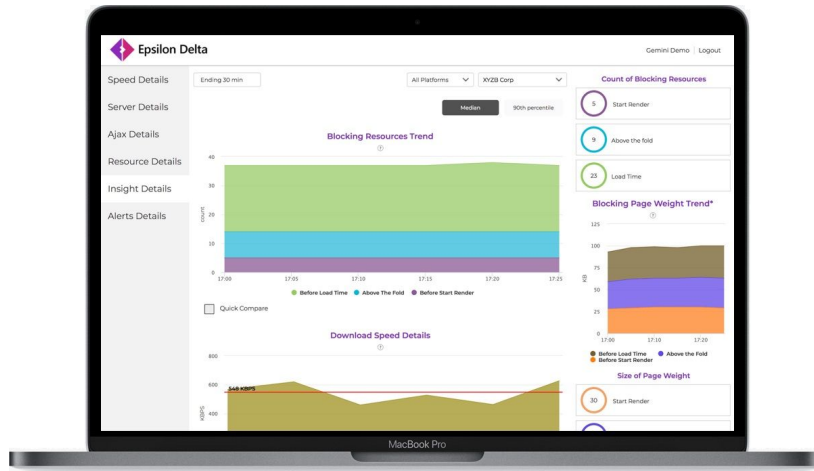 Epsilon Delta
Gemini Demo Logout
Speed Details
Server Details
Ajax Details
Resource Details
Insight Details
Alerts Details
Ending 30 min
All Platforms
XYZB Corp
Median
90th percentile
Blocking Resources Trend
?
40
30
20
10
0
count
17:00 17:05 17:10 17:15 17:20 17:25
Before Load Time Above The Fold Before Start Render
Quick Compare
Download Speed Details
?
800
600
400
KBPS
548 KBPS
Count of Blocking Resources
5 Start Render
9 Above the fold
23 Load Time
Blocking Page Weight Trend*
?
125
100
75
50
25
0
KB
17:00 17:10 17:20
Before Load Time Above the Fold
Before Start Render
Size of Page Weight
30 Start Render
MacBook Pro